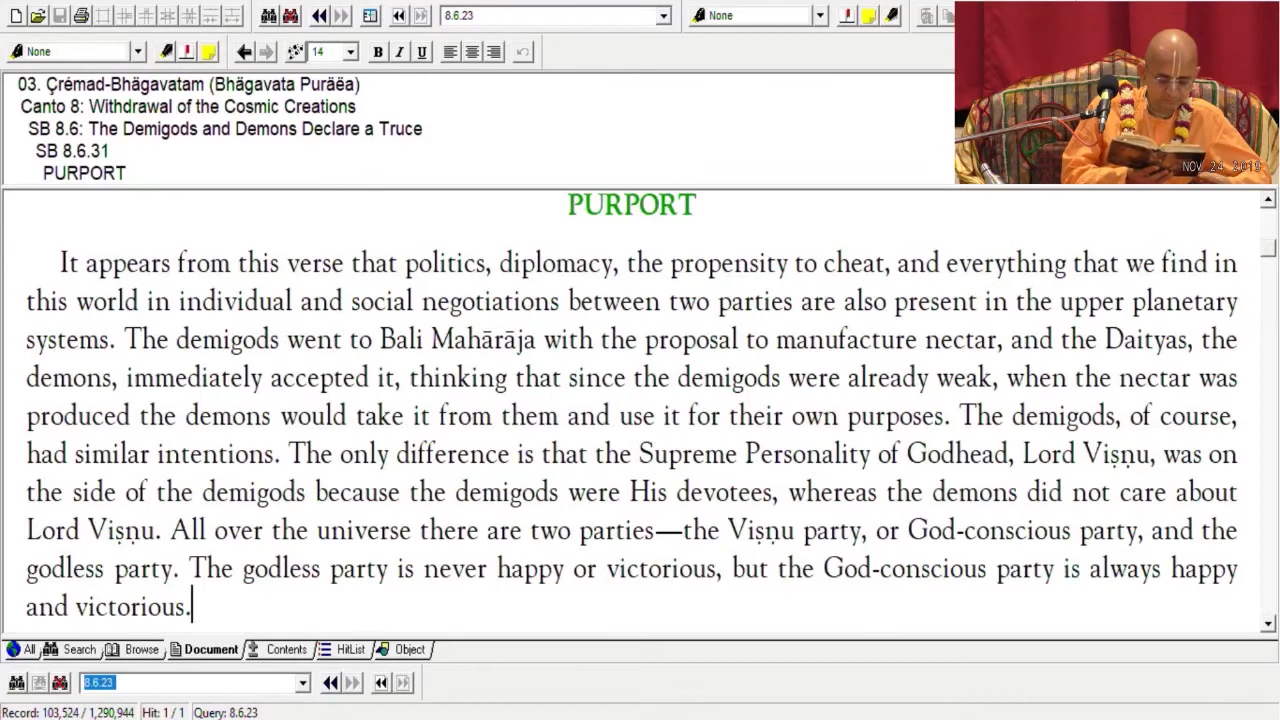 8.6.23
None
None
14
B I U
03. Çrémad-Bhägavatam (Bhägavata Puräëa)
Canto 8: Withdrawal of the Cosmic Creations
SB 8.6: The Demigods and Demons Declare a Truce
SB 8.6.31
PURPORT
NOV 24 2019
PURPORT
It appears from this verse that politics, diplomacy, the propensity to cheat, and everything that we find in
this world in individual and social negotiations between two parties are also present in the upper planetary
systems. The demigods went to Bali Mahārāja with the proposal to manufacture nectar, and the Daityas, the
demons, immediately accepted it, thinking that since the demigods were already weak, when the nectar was
produced the demons would take it from them and use it for their own purposes. The demigods, of course,
had similar intentions. The only difference is that the Supreme Personality of Godhead, Lord Viṣṇu, was on
the side of the demigods because the demigods were His devotees, whereas the demons did not care about
Lord Viṣṇu. All over the universe there are two parties—the Viṣṇu party, or God-conscious party, and the
godless party. The godless party is never happy or victorious, but the God-conscious party is always happy
and victorious.
All Search Browse Document Contents HitList Object
8.6.23
Record: 103,524 / 1,290,944 Hit: 1 / 1 Query: 8.6.23